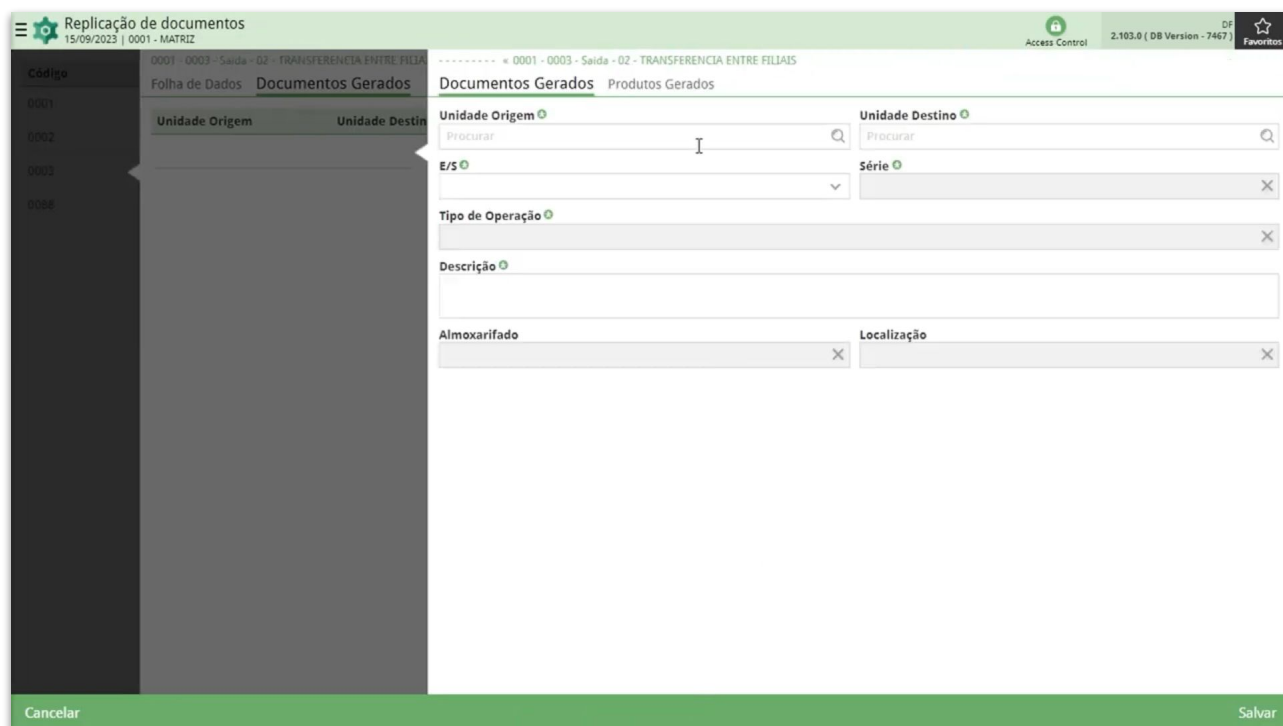 Replicação de documentos
15/09/2023 | 0001 - MATRIZ
Access Control
DF
2.103.0 ( DB Version - 7467 )
Favoritos
Código
0001
0002
0003
0001 - 0003 - Saída - 02 - TRANSFERENCIA ENTRE FILIA
Folha de Dados Documentos Gerados
Unidade Origem Unidade Destin
- - - - - - - - - « 0001 - 0003 - Saída - 02 - TRANSFERENCIA ENTRE FILIAIS
Documentos Gerados Produtos Gerados
Unidade Origem Unidade Destino
Procurar Procurar
E/S Série
Tipo de Operação
Descrição
Almoxarifado Localização
Cancelar Salvar